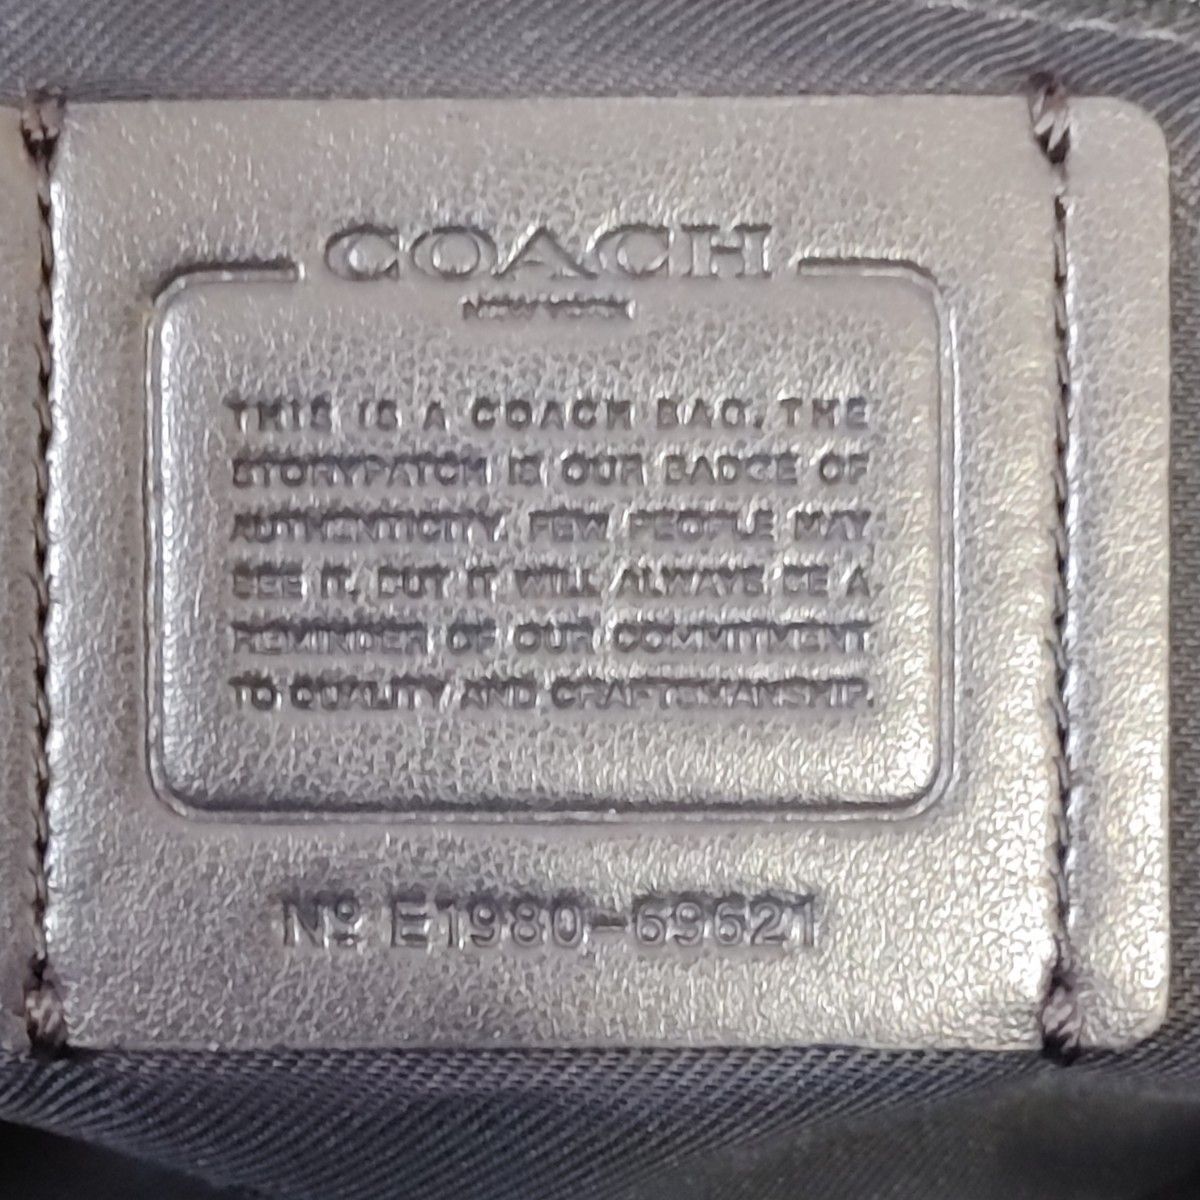 COACH
NEW YORK
THIS IS A COACH BAG. THE
STORYPATCH IS OUR BADGE OF
AUTHENTICITY. FEW PEOPLE MAY
SEE IT, BUT IT WILL ALWAYS BE A
REMINDER OF OUR COMMITMENT
TO QUALITY AND CRAFTSMANSHIP.
Nº E1980-69621